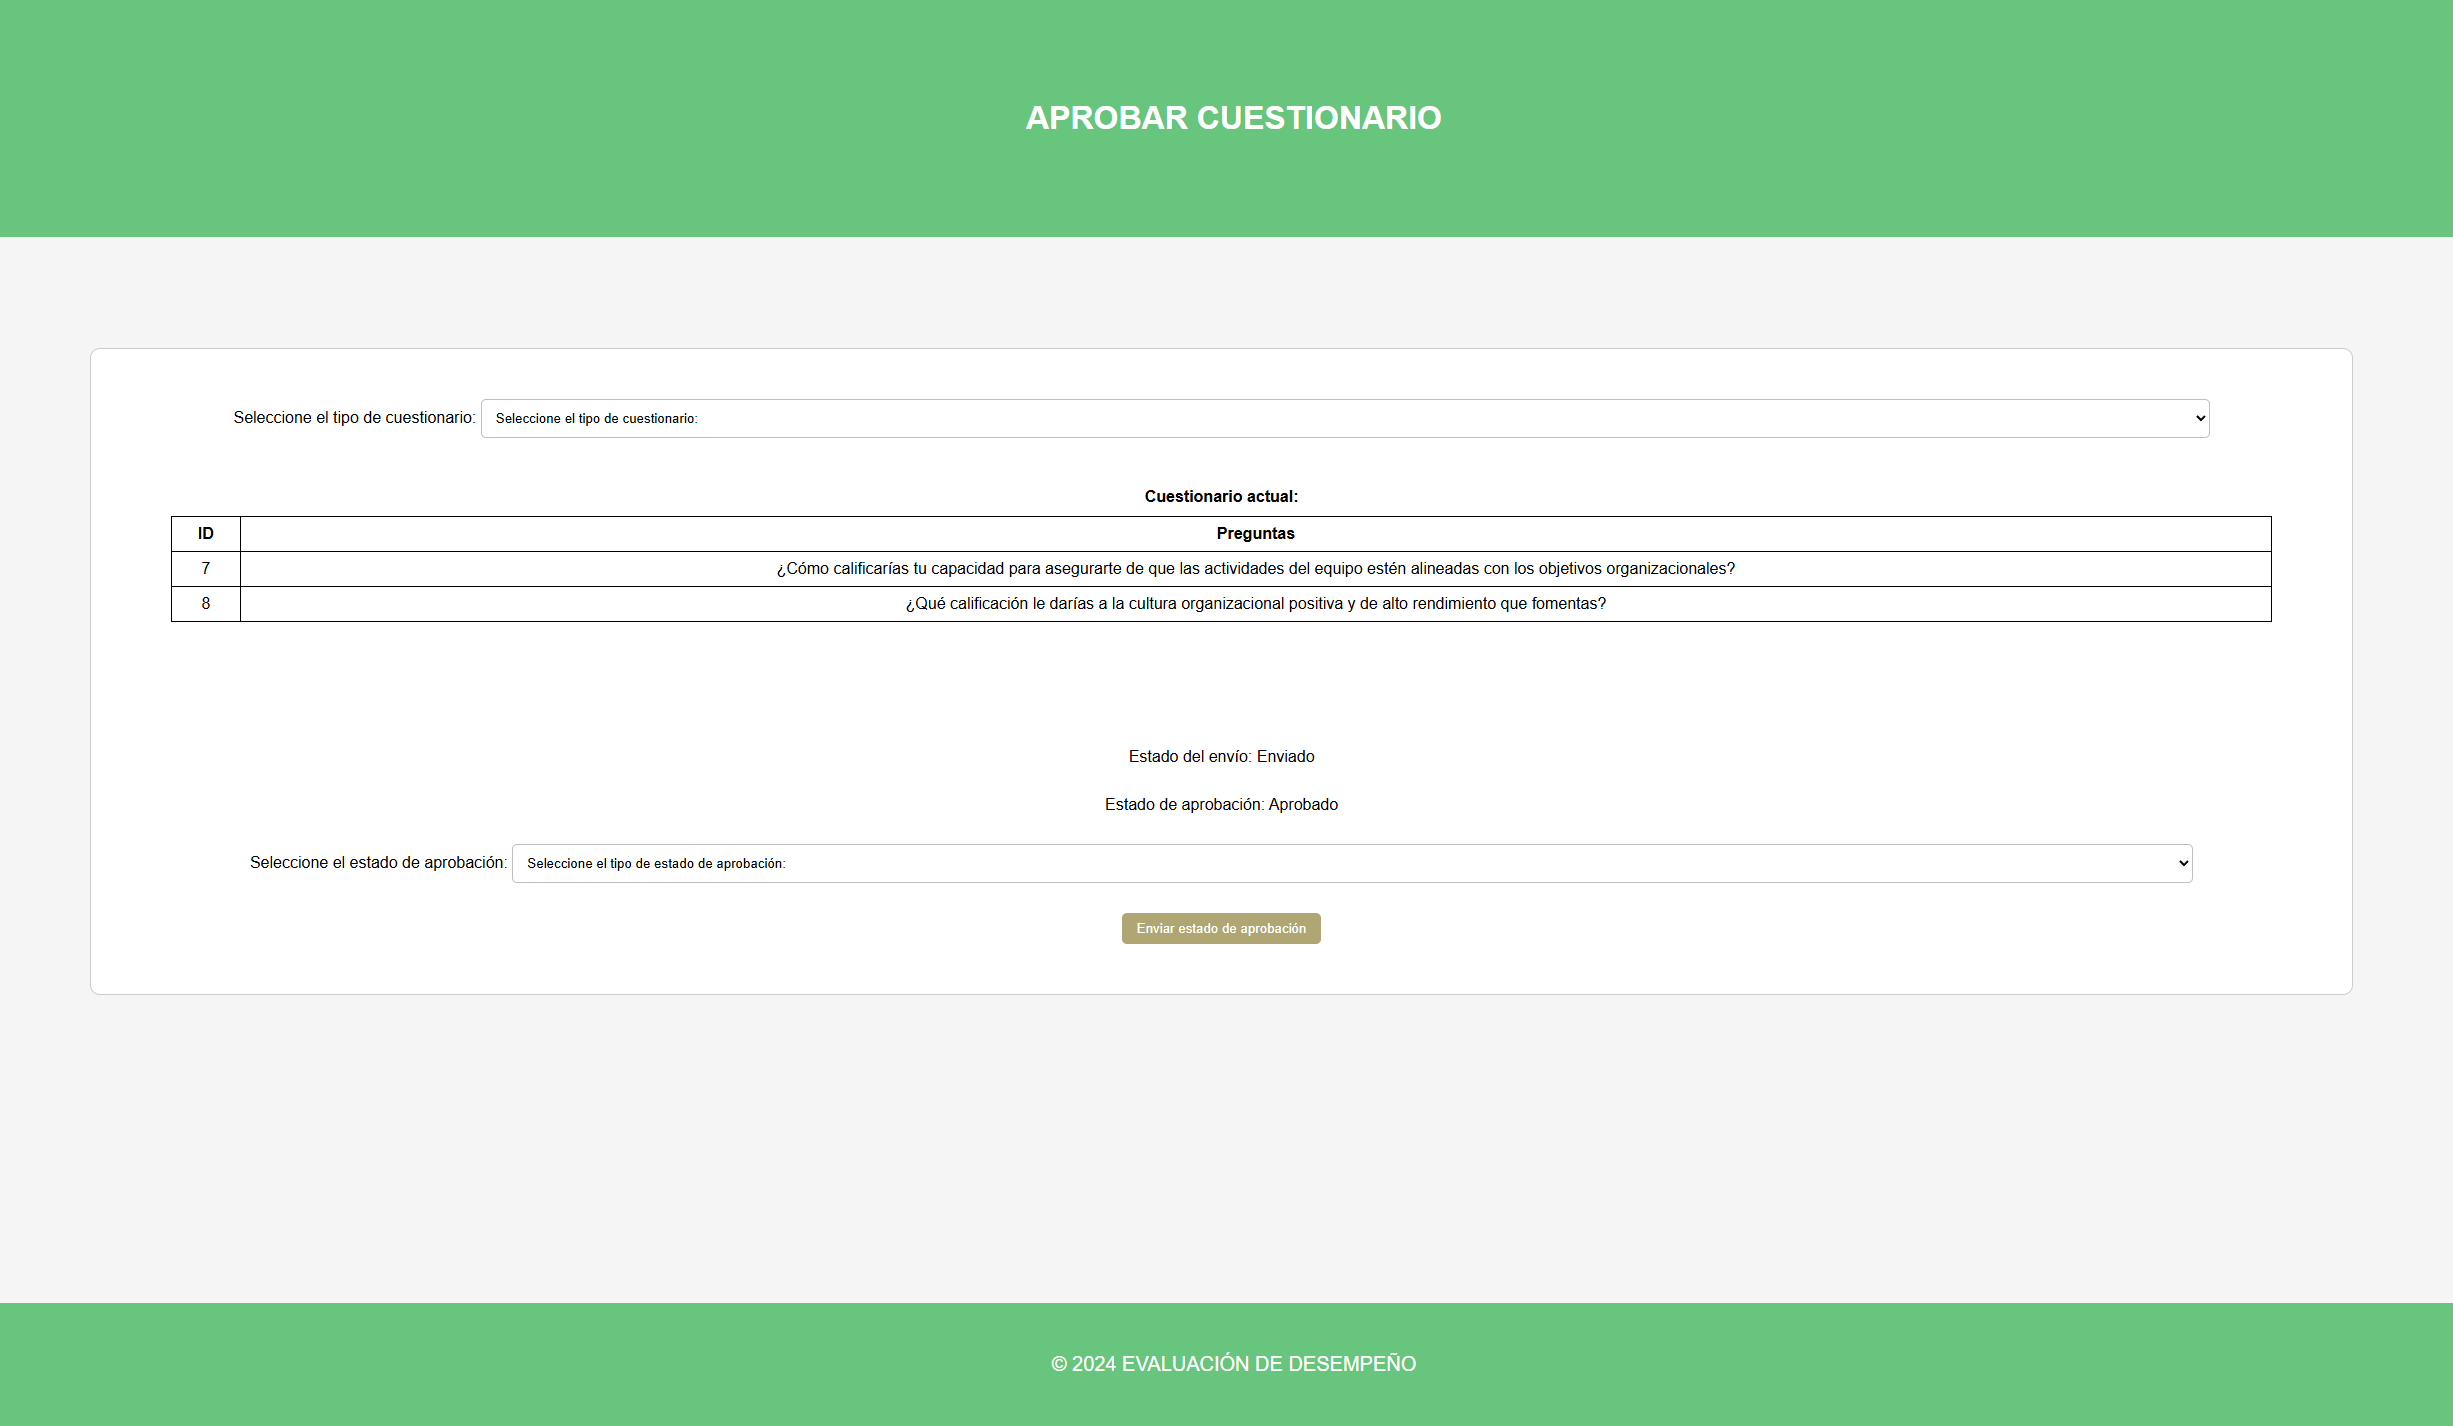 APROBAR CUESTIONARIO
Seleccione el tipo de cuestionario: Seleccione el tipo de cuestionario:
Cuestionario actual:
ID Preguntas
7 ¿Cómo calificarías tu capacidad para asegurarte de que las actividades del equipo estén alineadas con los objetivos organizacionales?
8 ¿Qué calificación le darías a la cultura organizacional positiva y de alto rendimiento que fomentas?
Estado del envío: Enviado
Estado de aprobación: Aprobado
Seleccione el estado de aprobación: Seleccione el tipo de estado de aprobación:
Enviar estado de aprobación
© 2024 EVALUACIÓN DE DESEMPEÑO